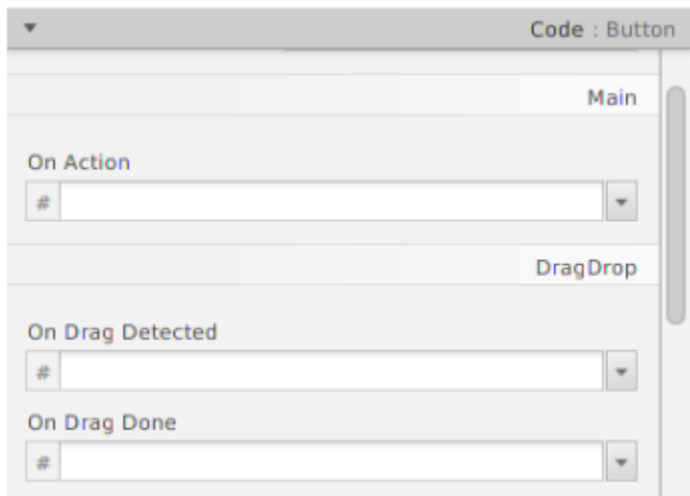 Code : Button
Main
On Action
#
DragDrop
On Drag Detected
#
On Drag Done
#